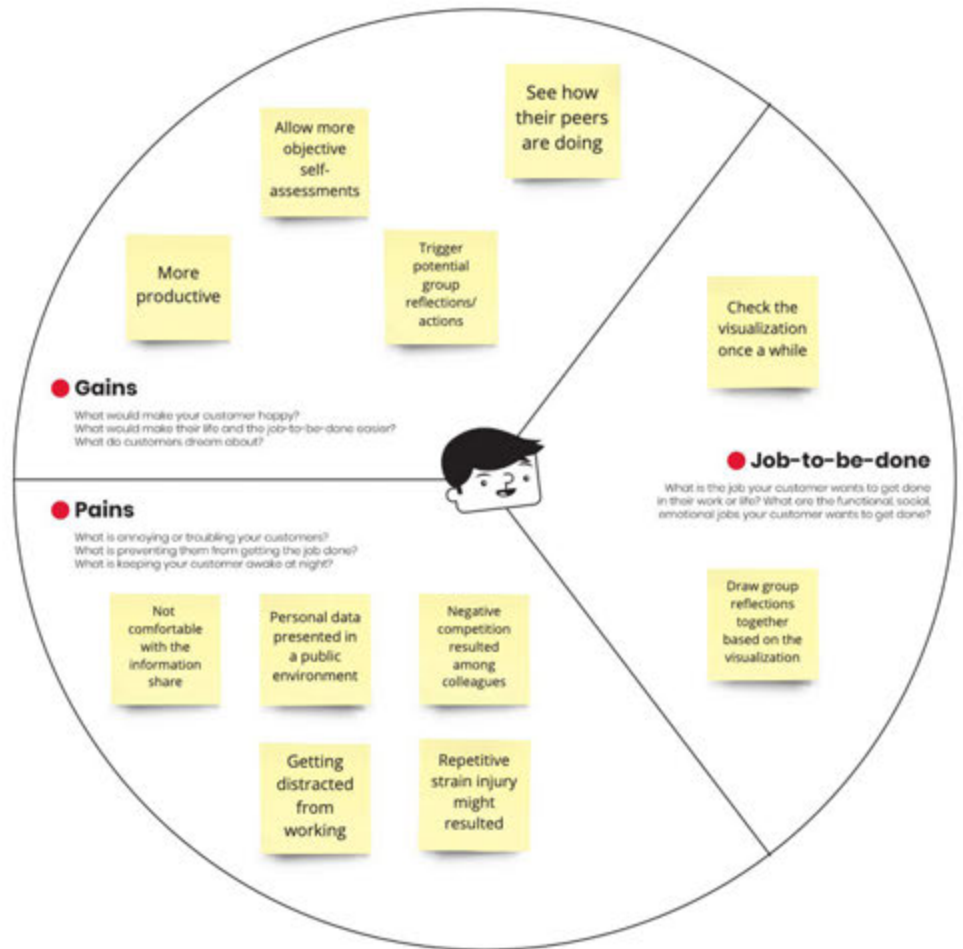 See how
their peers
are doing
Allow more
objective
self-
assessments
More
productive
Trigger
potential
group
reflections/
actions
Gains
What would make your customer happy?
What would make their life and the job-to-be-done easier?
What do customers dream about?
Check the
visualization
once a while
Job-to-be-done
What is the job your customer wants to get done
in their work or life? What are the functional, social,
emotional jobs your customer wants to get done?
Draw group
reflections
together
based on the
visualization
Pains
What is annoying or troubling your customers?
What is preventing them from getting the job done?
What is keeping your customer awake at night?
Not
comfortable
with the
information
share
Personal data
presented in
a public
environment
Negative
competition
resulted
among
colleagues
Getting
distracted
from
working
Repetitive
strain injury
might
resulted